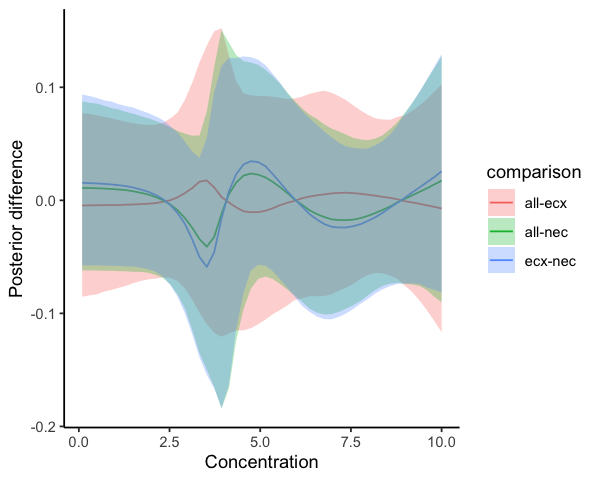 Posterior difference
0.1
0.0
-0.1
-0.2
0.0 2.5 5.0 7.5 10.0
Concentration
comparison
all-ecx
all-nec
ecx-nec